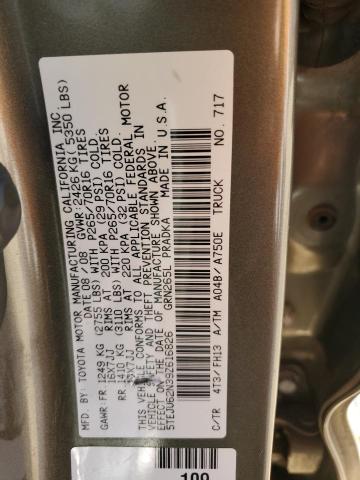 MFD BY: TOYOTA MOTOR MANUFACTURING CALIFORNIA, INC.
DATE: 08 / 08 GVWR: 2426 KG ( 5350 LBS)
GAWR: FR 1249 KG (2755 LBS) WITH P265/70R16 TIRES
16X7JJ RIMS AT 200 KPA (29 PSI) COLD.
RR 1410 KG (3110 LBS) WITH P265/70R16 TIRES
16X7JJ RIMS AT 220 KPA (32 PSI) COLD.
THIS VEHICLE CONFORMS TO ALL APPLICABLE FEDERAL MOTOR
VEHICLE SAFETY AND THEFT PREVENTION STANDARDS IN
EFFECT ON THE DATE OF MANUFACTURE SHOWN ABOVE.
5TEJU62N39Z616826 GRN265L PRADKA MADE IN U.S.A.
C/TR 4T3/ FH13 A/TM A04B/ A750E TRUCK NO. 717